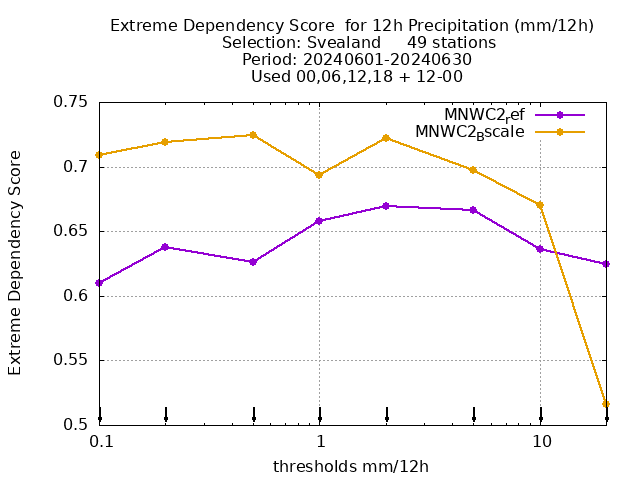 Extreme Dependency Score  for 12h Precipitation (mm/12h)
Selection: Svealand     49 stations
Period: 20240601-20240630
Used 00,06,12,18 + 12-00
MNWC2ref
MNWC2Bscale
0.75
0.7
0.65
0.6
0.55
0.5
Extreme Dependency Score
0.1 1 10
thresholds mm/12h